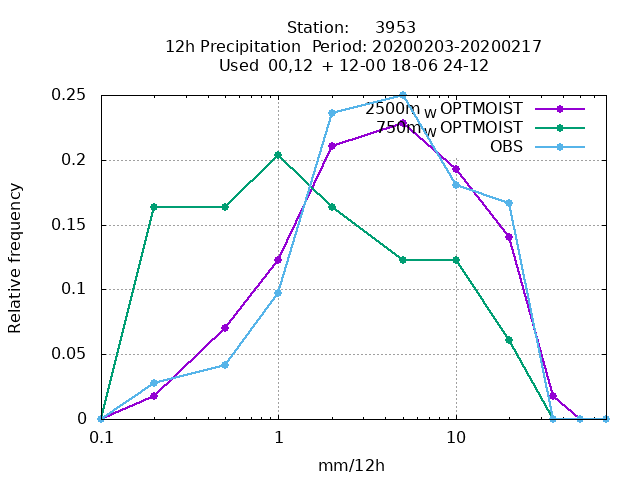 Station: 3953
12h Precipitation Period: 20200203-20200217
Used 00,12 + 12-00 18-06 24-12
0.25
2500m W OPTMOIST
750m W OPTMOIST
OBS
0.2
0.15
0.1
0.05
0
Relative frequency
0.1 1 10
mm/12h